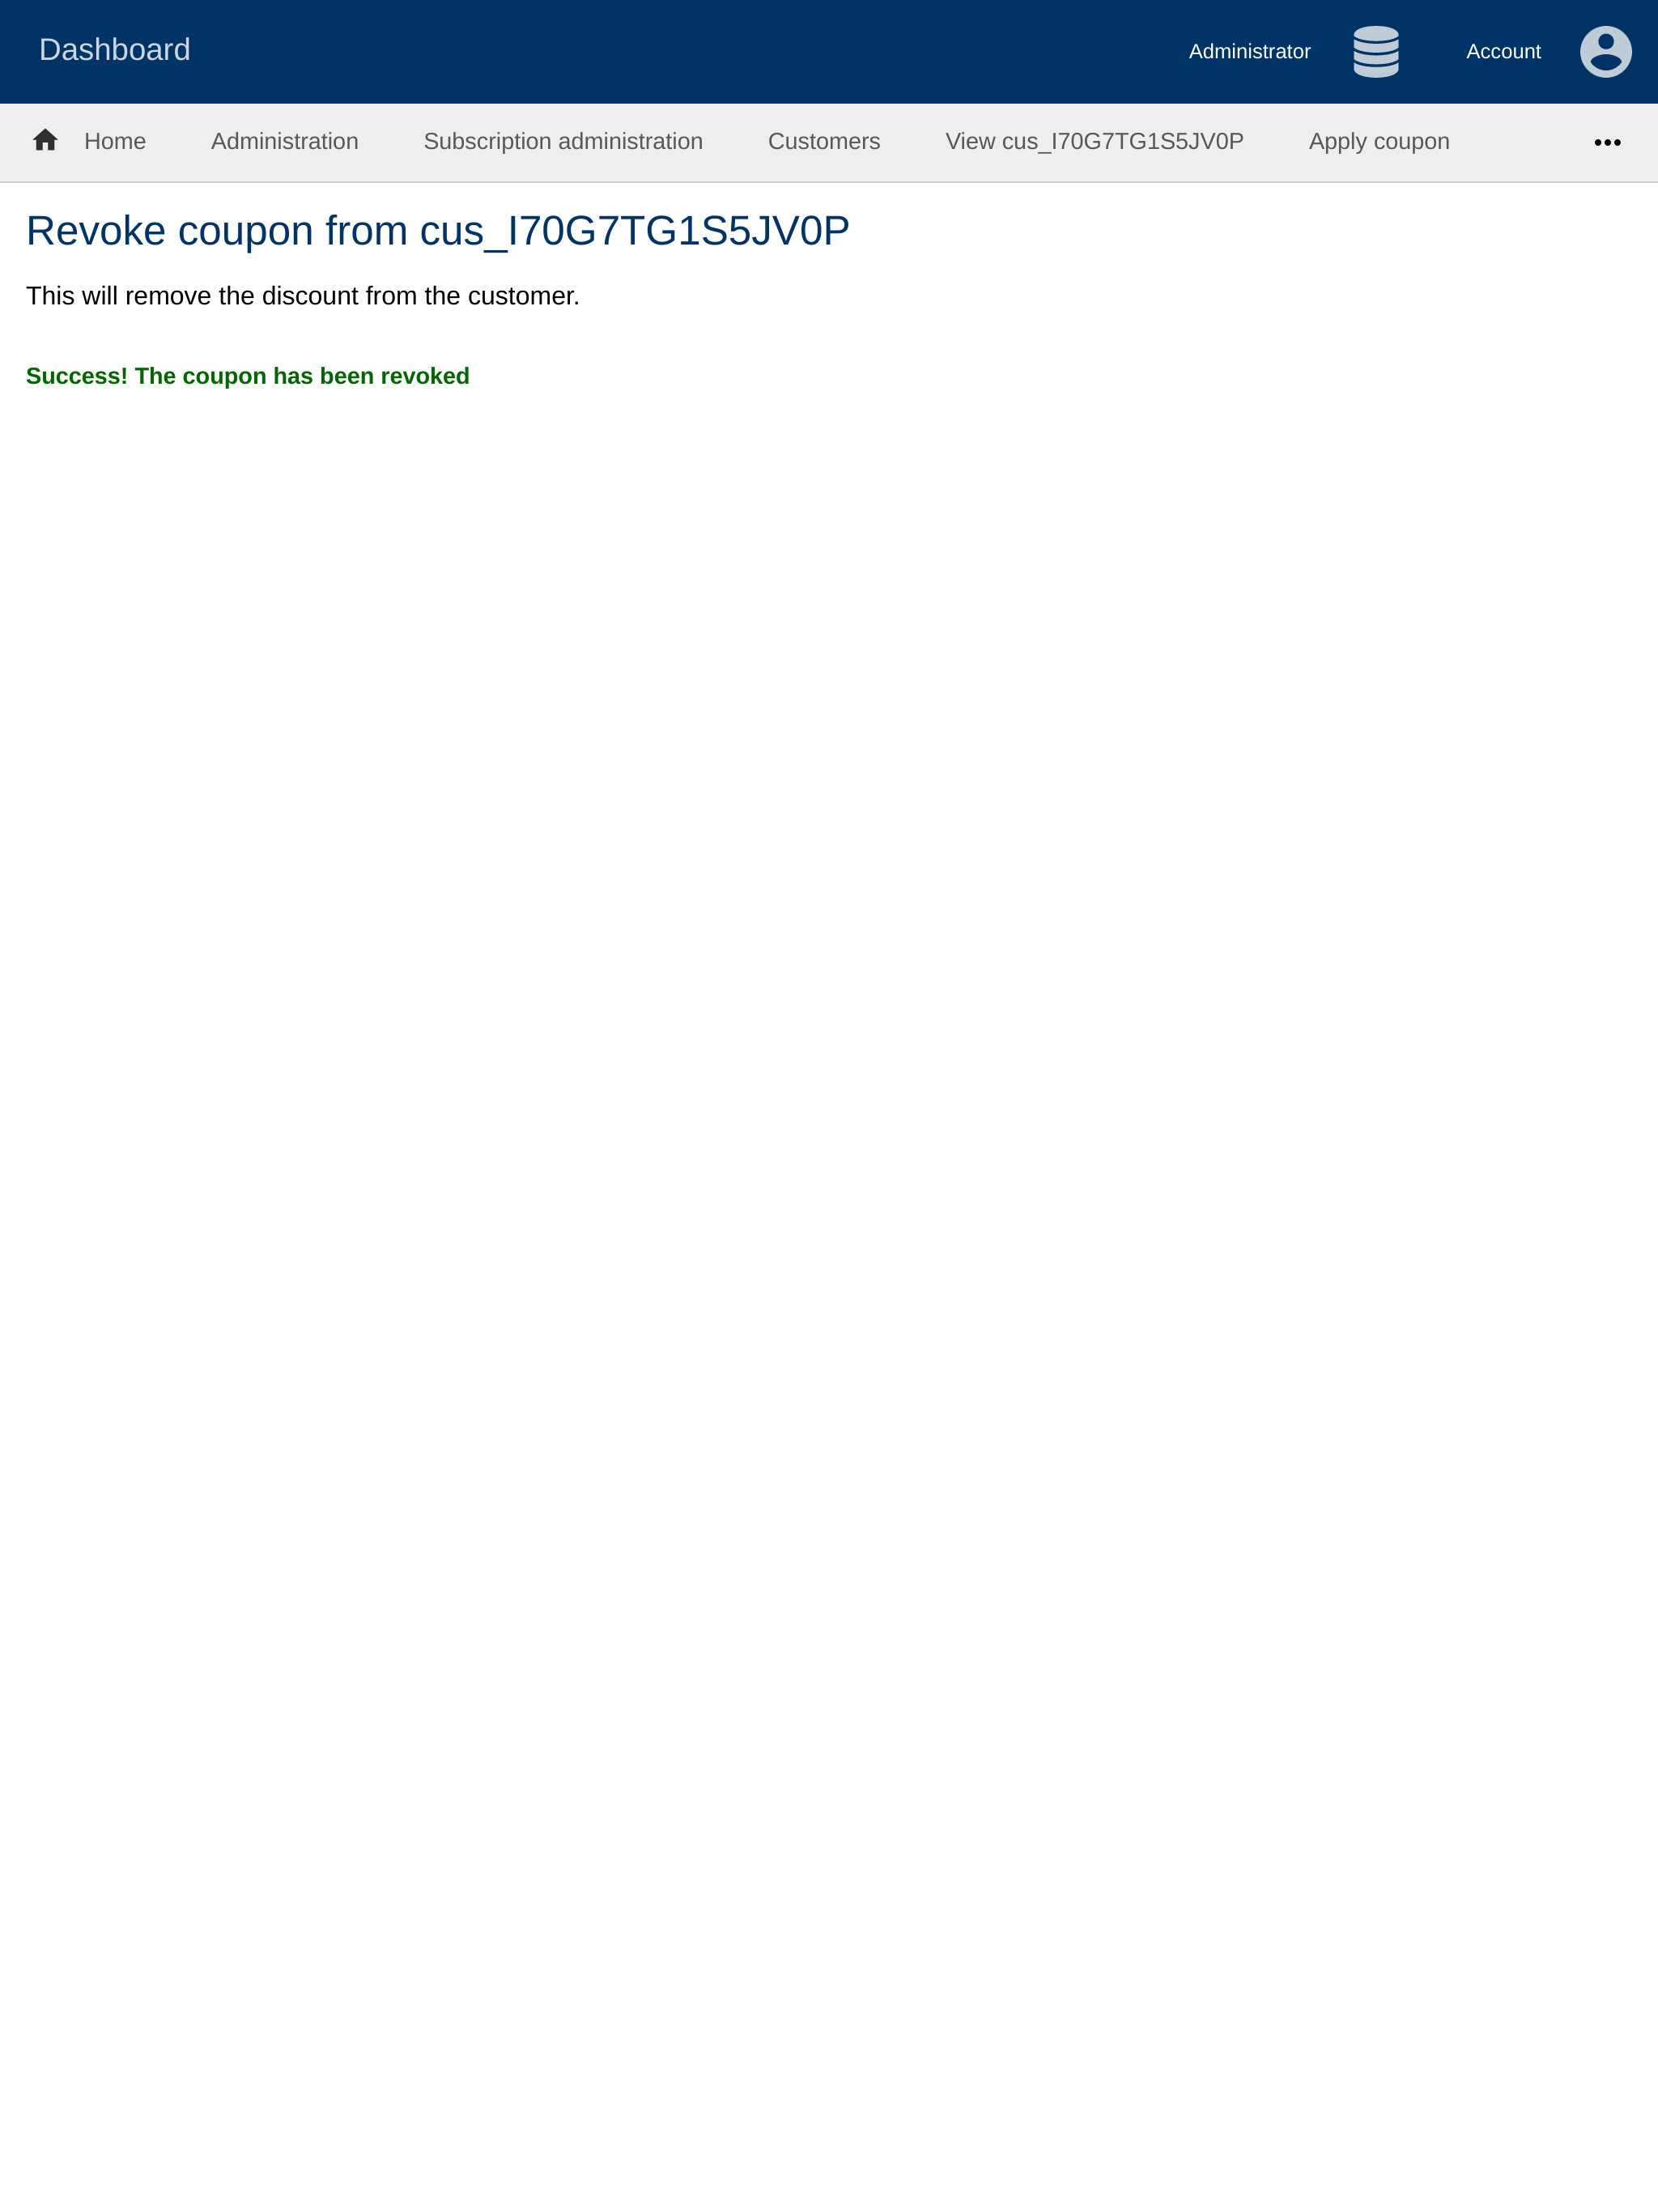 Dashboard
Administrator
Account
Home
Administration
Subscription administration
Customers
View cus_I70G7TG1S5JV0P
Apply coupon
Revoke coupon from cus_I70G7TG1S5JV0P
This will remove the discount from the customer.
Success! The coupon has been revoked